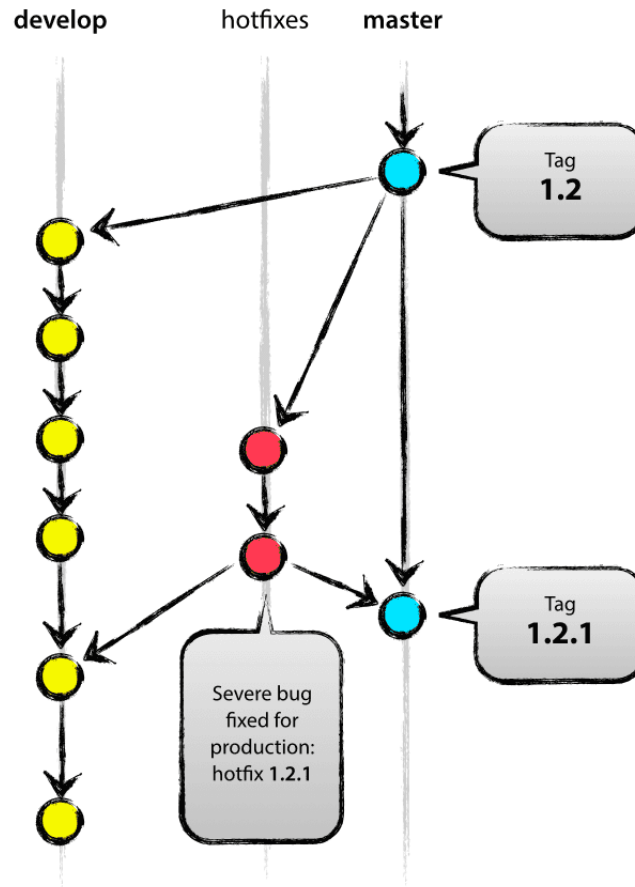 develop
hotfixes
master
Tag
1.2
Tag
1.2.1
Severe bug
fixed for
production:
hotfix 1.2.1